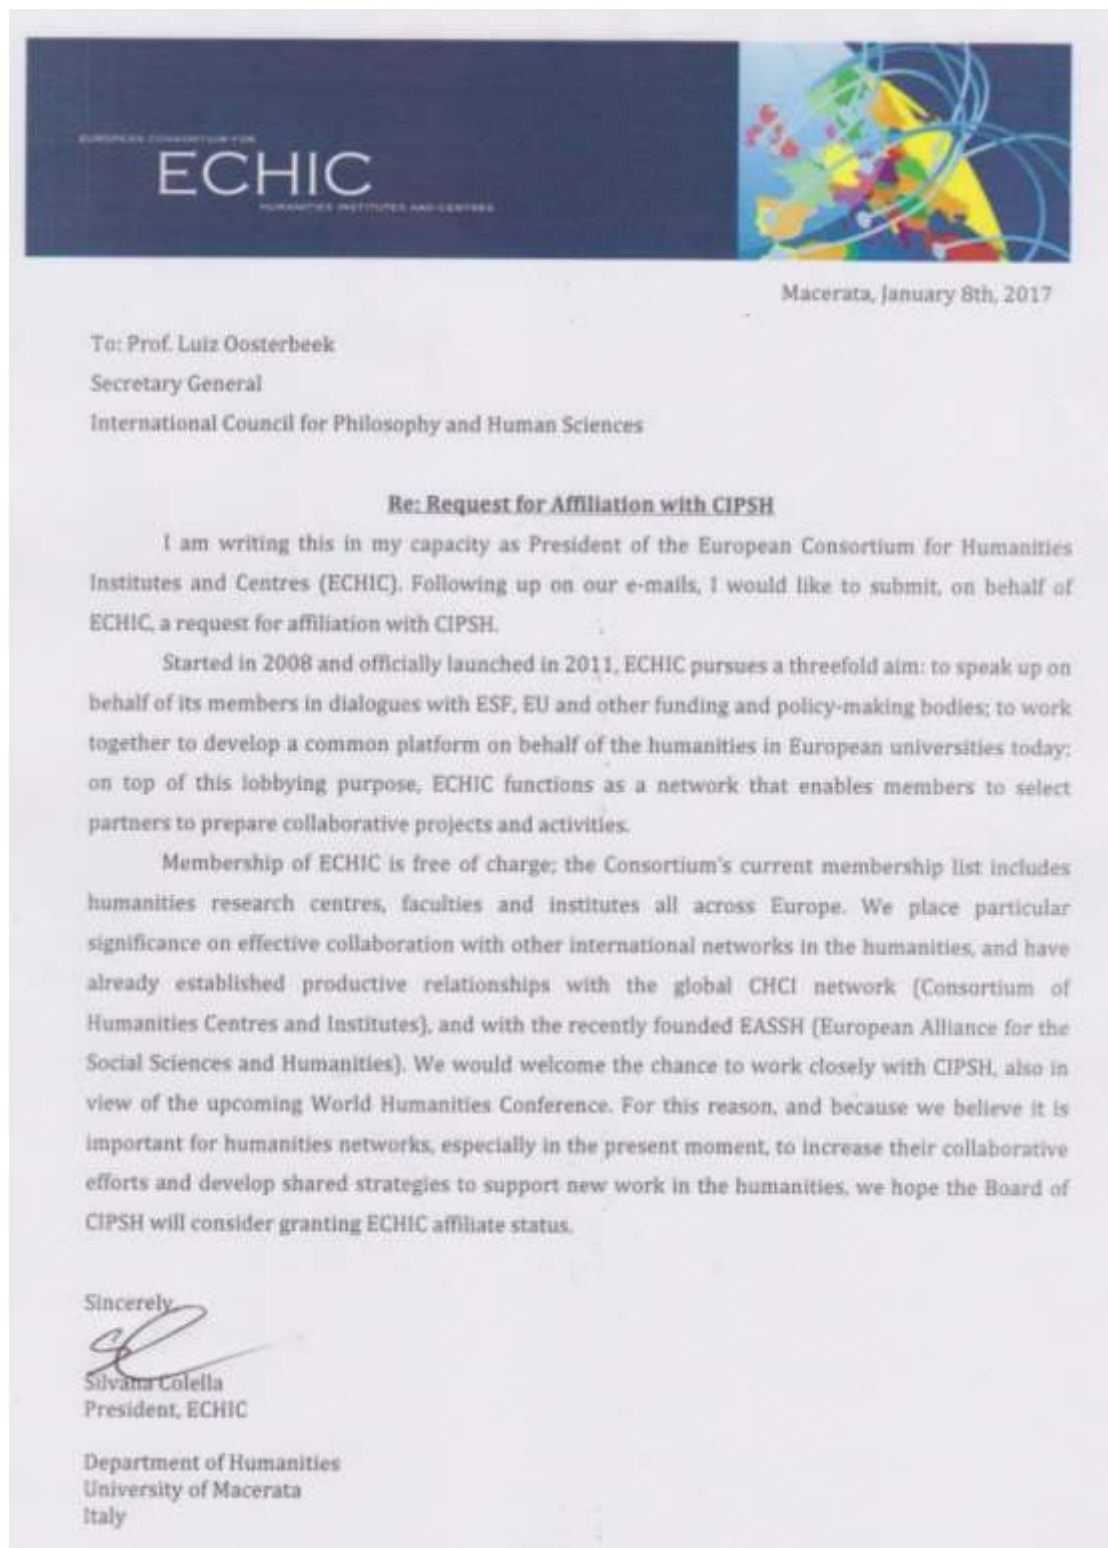 EUROPEAN CONSORTIUM FOR
ECHIC
HUMANITIES INSTITUTES AND CENTRES
Macerata, January 8th, 2017
To: Prof. Luiz Oosterbeek
Secretary General
International Council for Philosophy and Human Sciences
Re: Request for Affiliation with CIPSH
I am writing this in my capacity as President of the European Consortium for Humanities
Institutes and Centres (ECHIC). Following up on our e-mails, I would like to submit, on behalf of
ECHIC, a request for affiliation with CIPSH.
Started in 2008 and officially launched in 2011, ECHIC pursues a threefold aim: to speak up on
behalf of its members in dialogues with ESF, EU and other funding and policy-making bodies; to work
together to develop a common platform on behalf of the humanities in European universities today;
on top of this lobbying purpose, ECHIC functions as a network that enables members to select
partners to prepare collaborative projects and activities.
Membership of ECHIC is free of charge; the Consortium's current membership list includes
humanities research centres, faculties and institutes all across Europe. We place particular
significance on effective collaboration with other international networks in the humanities, and have
already established productive relationships with the global CHCI network (Consortium of
Humanities Centres and Institutes), and with the recently founded EASSH (European Alliance for the
Social Sciences and Humanities). We would welcome the chance to work closely with CIPSH, also in
view of the upcoming World Humanities Conference. For this reason, and because we believe it is
important for humanities networks, especially in the present moment, to increase their collaborative
efforts and develop shared strategies to support new work in the humanities, we hope the Board of
CIPSH will consider granting ECHIC affiliate status.
Sincerely
Silvana Colella
President, ECHIC
Department of Humanities
University of Macerata
Italy